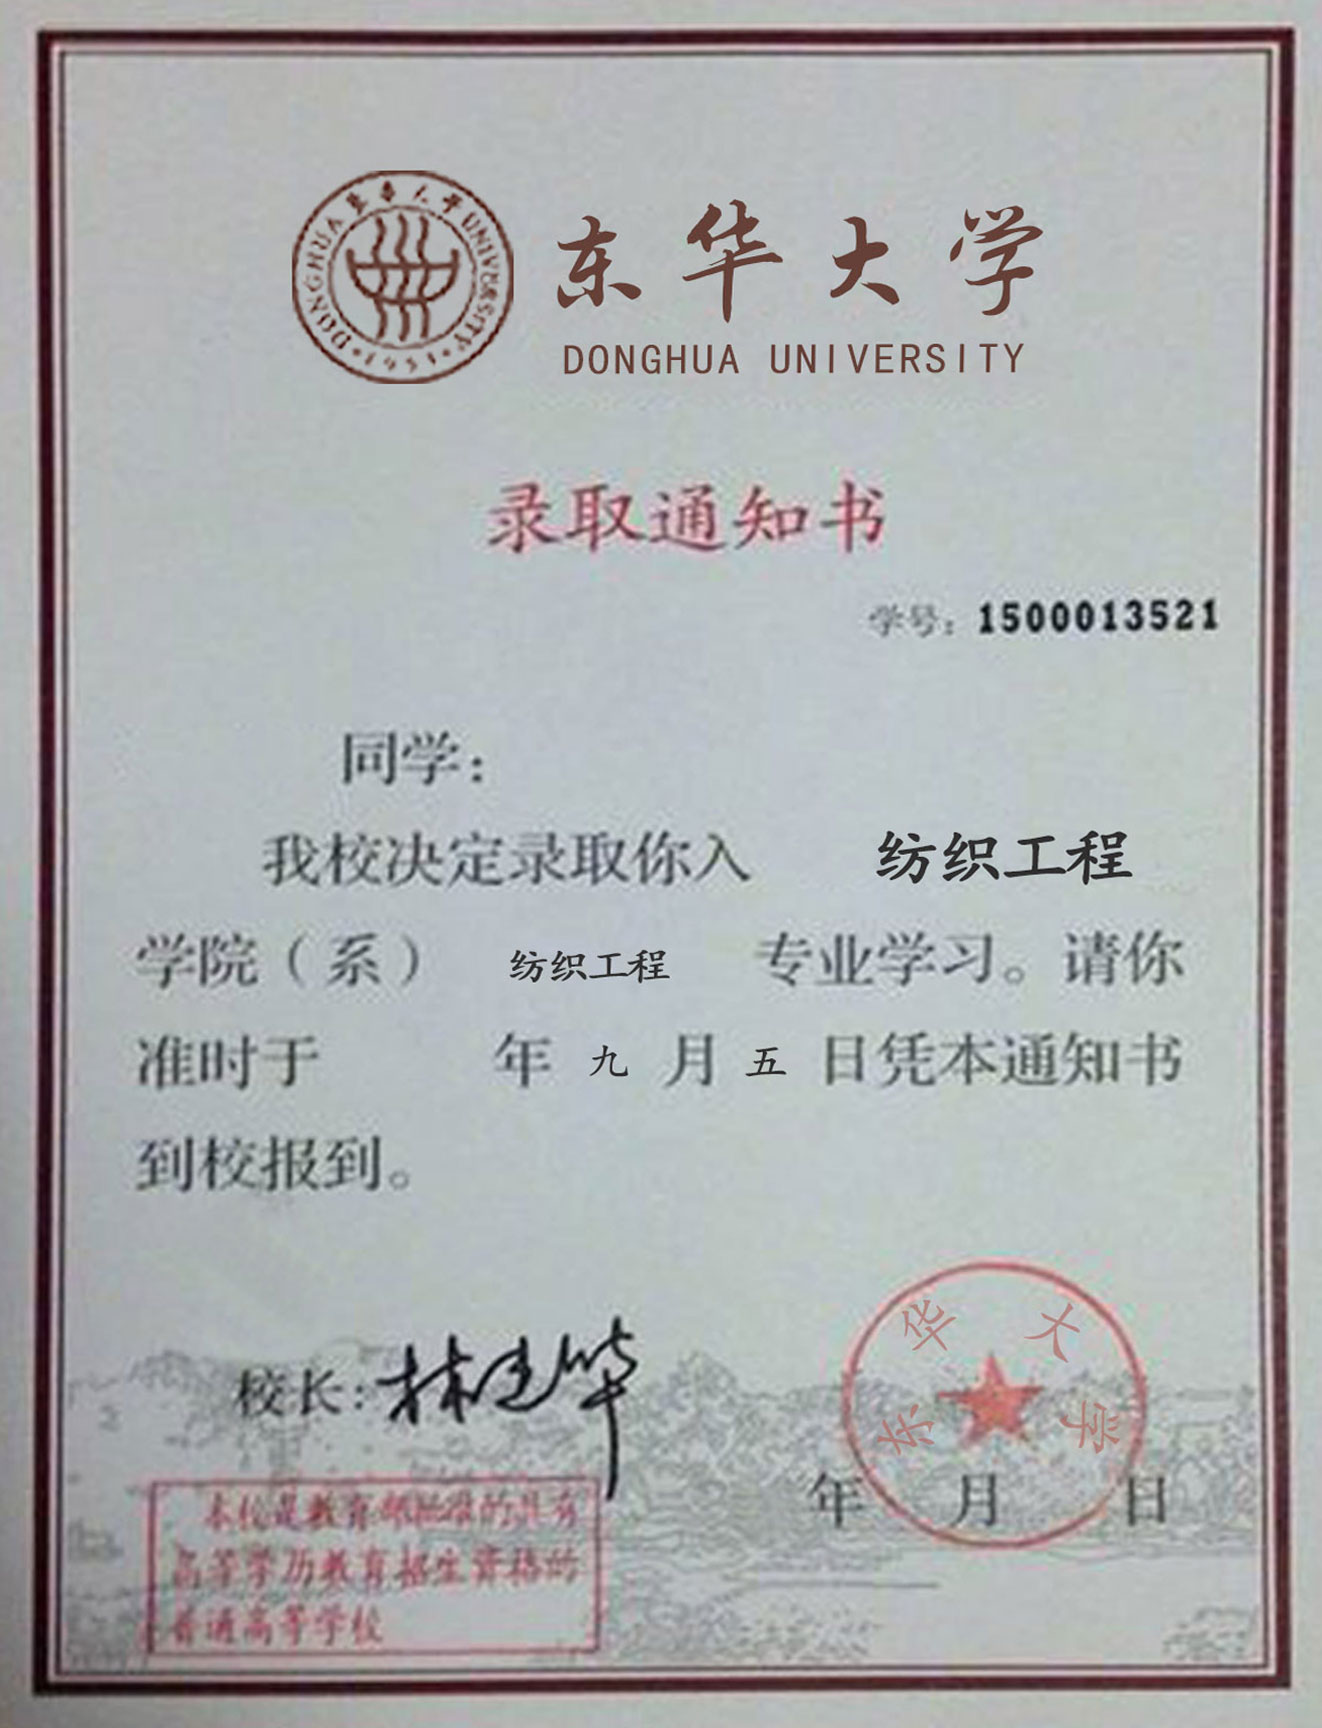 東華大學 DONGHUA UNIVERSITY 1951
东华大学
DONGHUA UNIVERSITY
录取通知书
学号：1500013521
同学：
我校决定录取你入 纺织工程
学院（系） 纺织工程 专业学习。请你
准时于 年 九 月 五 日凭本通知书
到校报到。
校长：林建华
东华大学
年 月 日
本校是教育部批准的具有
高等学历教育招生资格的
普通高等学校